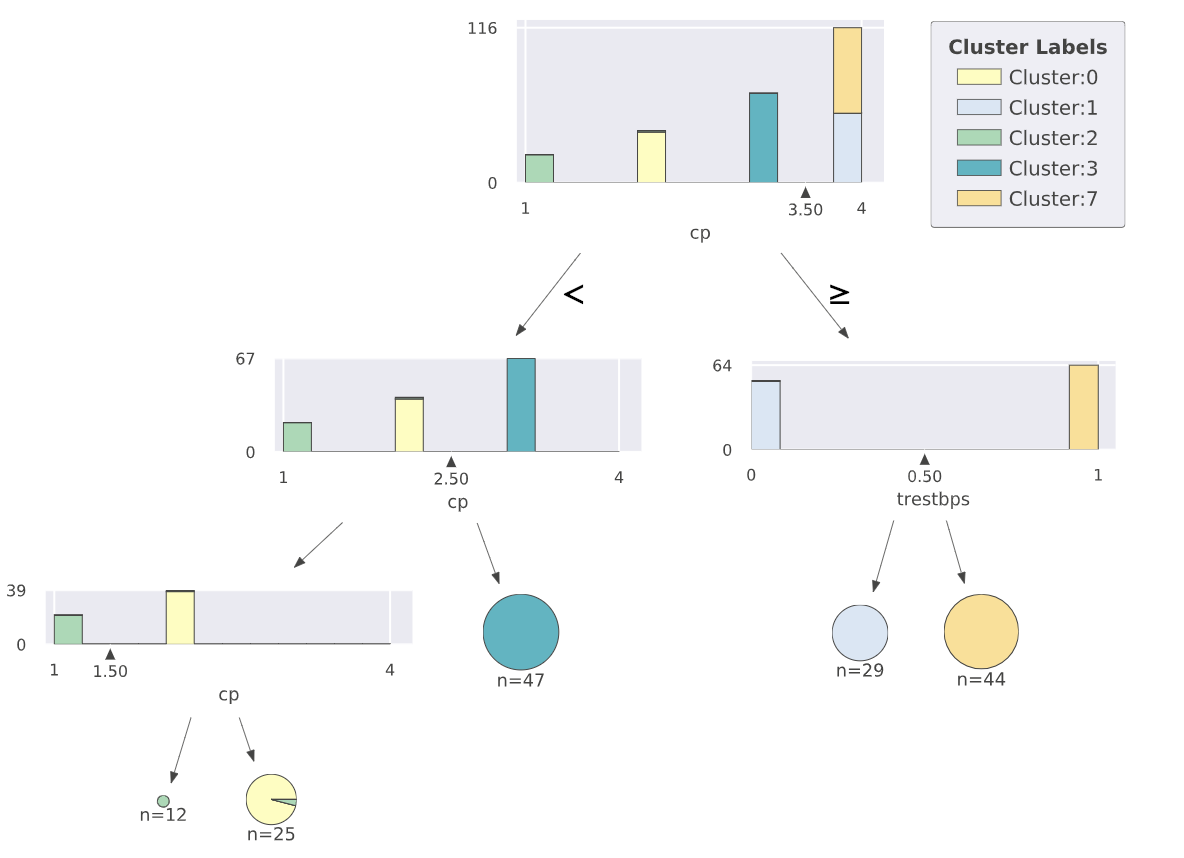 116
0
1
3.50
4
cp
Cluster Labels
Cluster:0
Cluster:1
Cluster:2
Cluster:3
Cluster:7
<
≥
67
0
1
2.50
4
cp
64
0
0
0.50
1
trestbps
39
0
1
1.50
4
cp
n=47
n=29
n=44
n=12
n=25